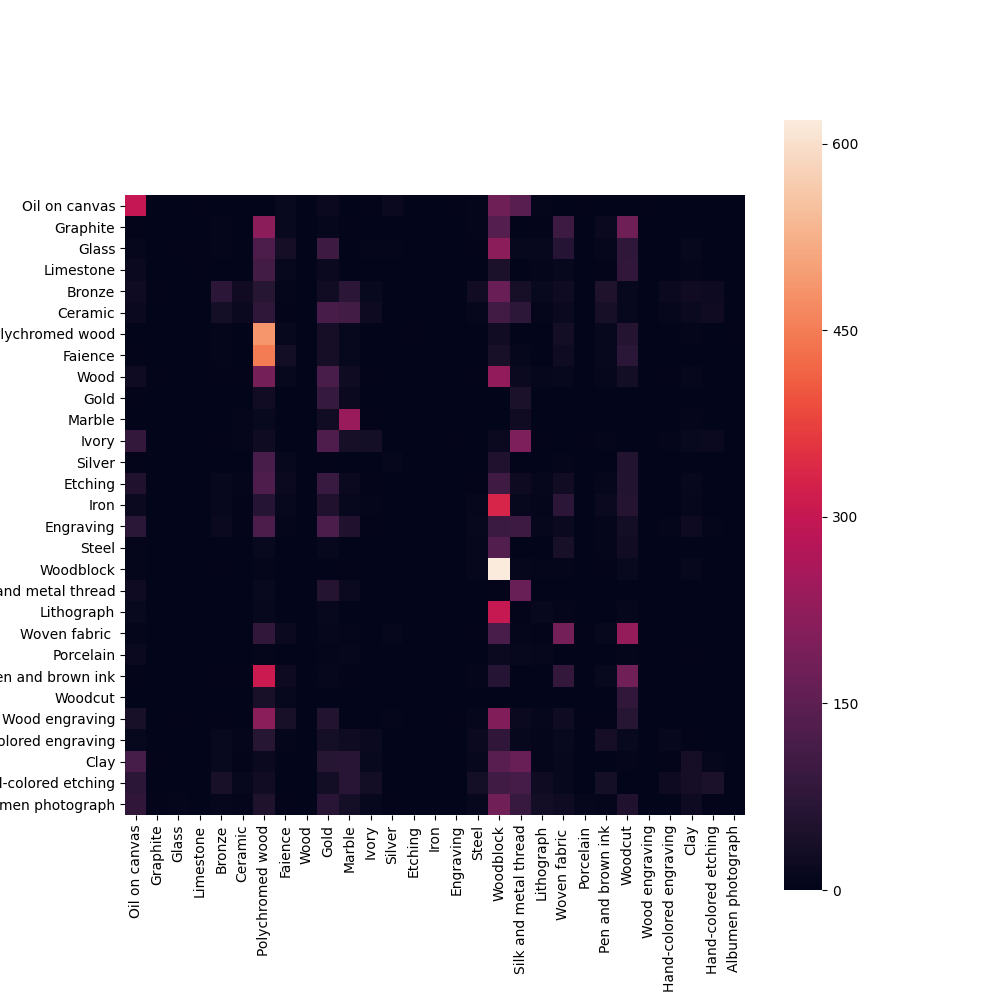 Oil on canvas
Graphite
Glass
Limestone
Bronze
Ceramic
lychromed wood
Faience
Wood
Gold
Marble
Ivory
Silver
Etching
Iron
Engraving
Steel
Woodblock
and metal thread
Lithograph
Woven fabric
Porcelain
en and brown ink
Woodcut
Wood engraving
olored engraving
Clay
l-colored etching
men photograph
Oil on canvas
Graphite
Glass
Limestone
Bronze
Ceramic
Polychromed wood
Faience
Wood
Gold
Marble
Ivory
Silver
Etching
Iron
Engraving
Steel
Woodblock
Silk and metal thread
Lithograph
Woven fabric
Porcelain
Pen and brown ink
Woodcut
Wood engraving
Hand-colored engraving
Clay
Hand-colored etching
Albumen photograph
600
450
300
150
0